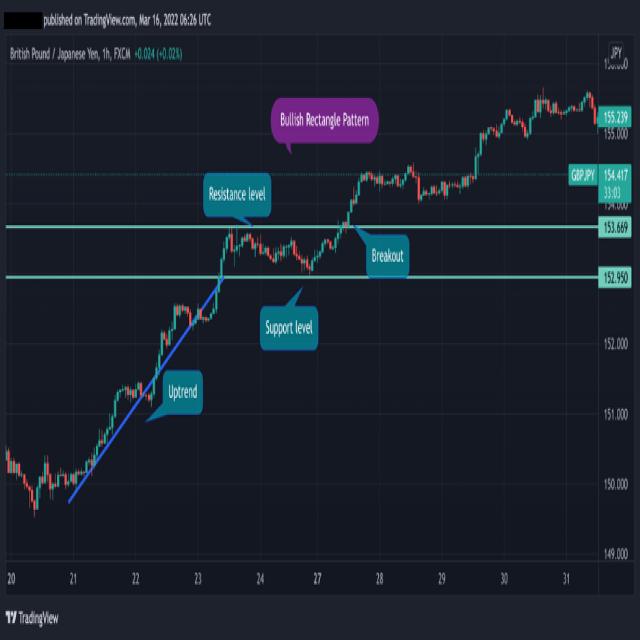 published on TradingView.com, Mar 16, 2022 06:26 UTC
British Pound / Japanese Yen, 1h, FXCM +0.024 (+0.02%)
JPY
Bullish Rectangle Pattern
155.239
155.000
GBPJPY 154.417
33:03
154.000
Resistance level
153.669
Breakout
152.950
Support level
152.000
Uptrend
151.000
150.000
149.000
20 21 22 23 24 27 28 29 30 31
TradingView